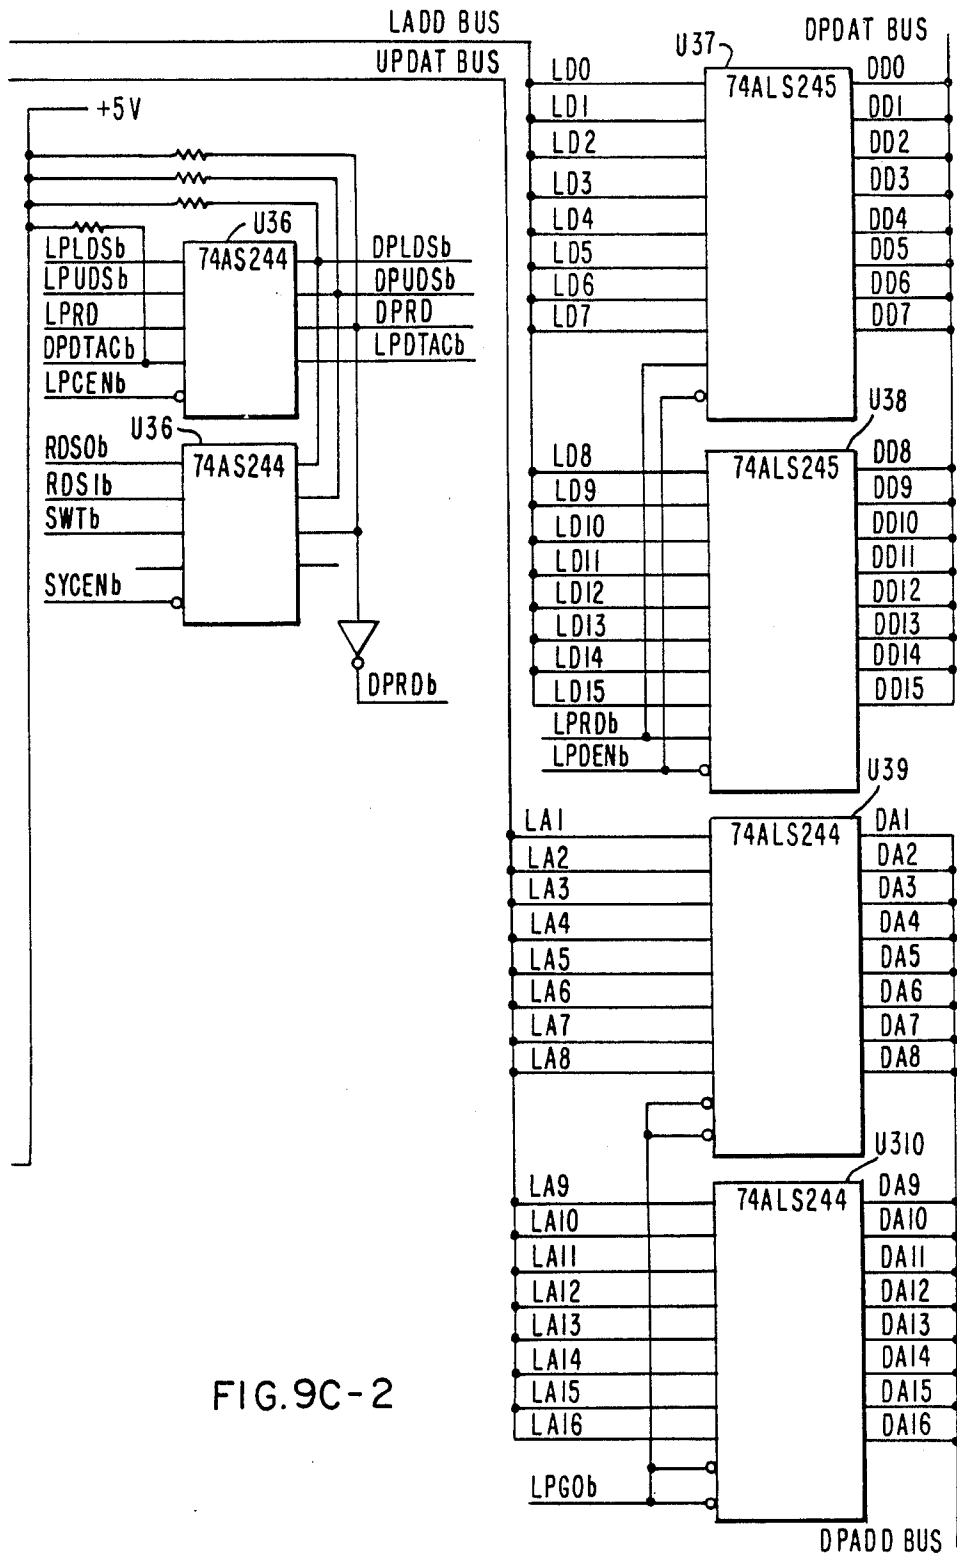 LADD BUS
UPDAT BUS
DPDAT BUS
+5V
U36
74AS244
LPLDSb
LPUDSb
LPRD
DPDTACb
LPCENb
DPLDSb
DPUDSb
DPRD
LPDTACb
U36
74AS244
RDS0b
RDS1b
SWTb
SYCENb
DPRDb
U37
74ALS245
LD0
LD1
LD2
LD3
LD4
LD5
LD6
LD7
DD0
DD1
DD2
DD3
DD4
DD5
DD6
DD7
U38
74ALS245
LD8
LD9
LD10
LD11
LD12
LD13
LD14
LD15
LPRDb
LPDENb
DD8
DD9
DD10
DD11
DD12
DD13
DD14
DD15
U39
74ALS244
LA1
LA2
LA3
LA4
LA5
LA6
LA7
LA8
DA1
DA2
DA3
DA4
DA5
DA6
DA7
DA8
U310
74ALS244
LA9
LA10
LA11
LA12
LA13
LA14
LA15
LA16
LPGOb
DA9
DA10
DA11
DA12
DA13
DA14
DA15
DA16
DPADD BUS
FIG.9C-2